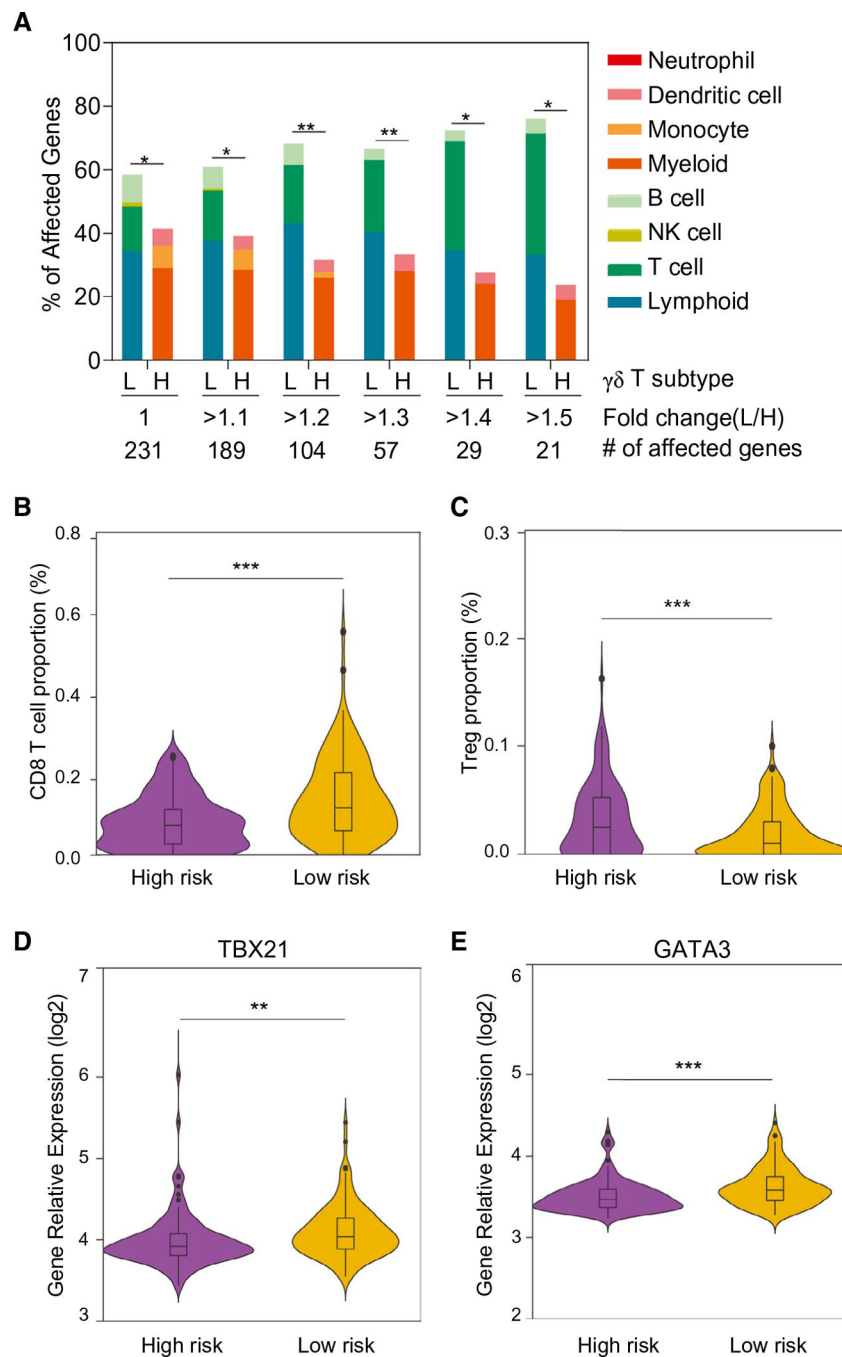 A
% of Affected Genes
100
80
60
40
20
0
* * ** ** * *
Neutrophil
Dendritic cell
Monocyte
Myeloid
B cell
NK cell
T cell
Lymphoid
L H L H L H L H L H L H γδ T subtype
1 >1.1 >1.2 >1.3 >1.4 >1.5 Fold change(L/H)
231 189 104 57 29 21 # of affected genes
B
CD8 T cell proportion (%)
0.8
0.6
0.4
0.2
0.0
***
High risk Low risk
C
Treg proportion (%)
0.3
0.2
0.1
0.0
***
High risk Low risk
D
TBX21
Gene Relative Expression (log2)
7
6
5
4
3
**
High risk Low risk
E
GATA3
Gene Relative Expression (log2)
6
5
4
3
2
***
High risk Low risk